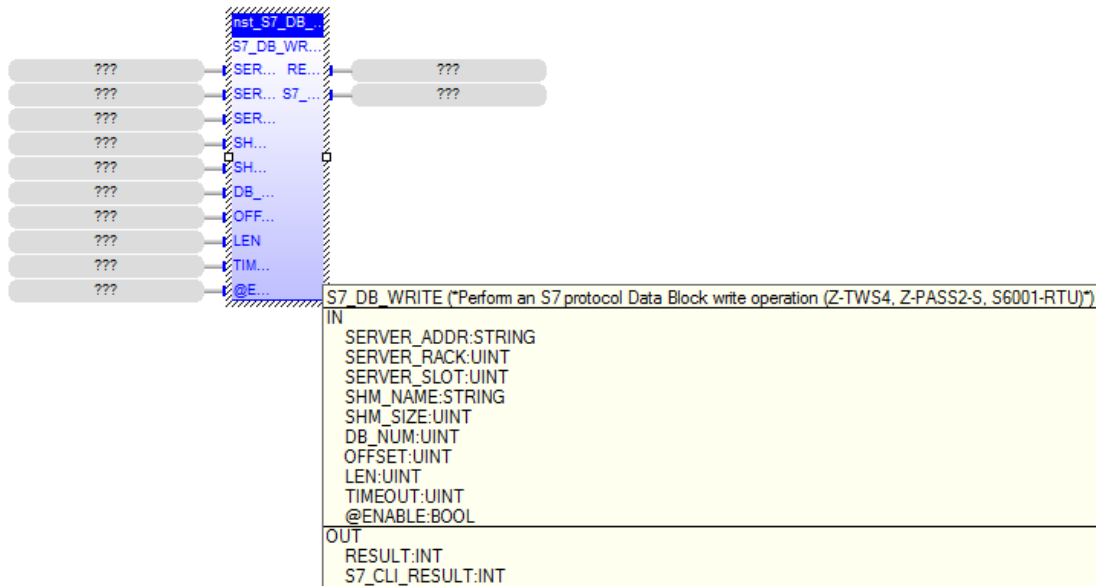 nst_S7_DB_..
S7_DB_WR...
??? SER... RE... ???
??? SER... S7_... ???
??? SER...
??? SH...
??? SH...
??? DB_...
??? OFF...
??? LEN
??? TIM...
??? @E...
S7_DB_WRITE (*Perform an S7 protocol Data Block write operation (Z-TWS4, Z-PASS2-S, S6001-RTU)*)
IN
SERVER_ADDR:STRING
SERVER_RACK:UINT
SERVER_SLOT:UINT
SHM_NAME:STRING
SHM_SIZE:UINT
DB_NUM:UINT
OFFSET:UINT
LEN:UINT
TIMEOUT:UINT
@ENABLE:BOOL
OUT
RESULT:INT
S7_CLI_RESULT:INT